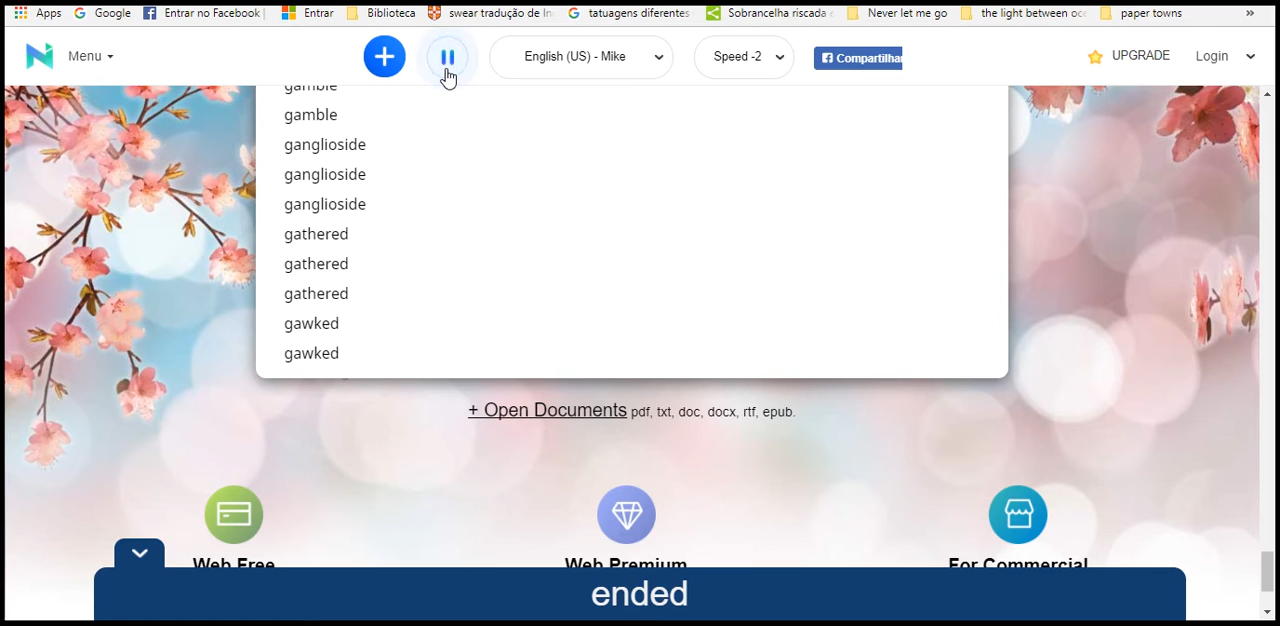 Apps Google Entrar no Facebook Entrar Biblioteca swear tradução de In tatuagens diferentes Sobrancelha riscada Never let me go the light between oc paper towns »
Menu English (US) - Mike Speed -2 Compartilhar UPGRADE Login
gamble
gamble
ganglioside
ganglioside
ganglioside
gathered
gathered
gathered
gawked
gawked
+ Open Documents pdf, txt, doc, docx, rtf, epub.
Web Free Web Premium For Commercial
ended